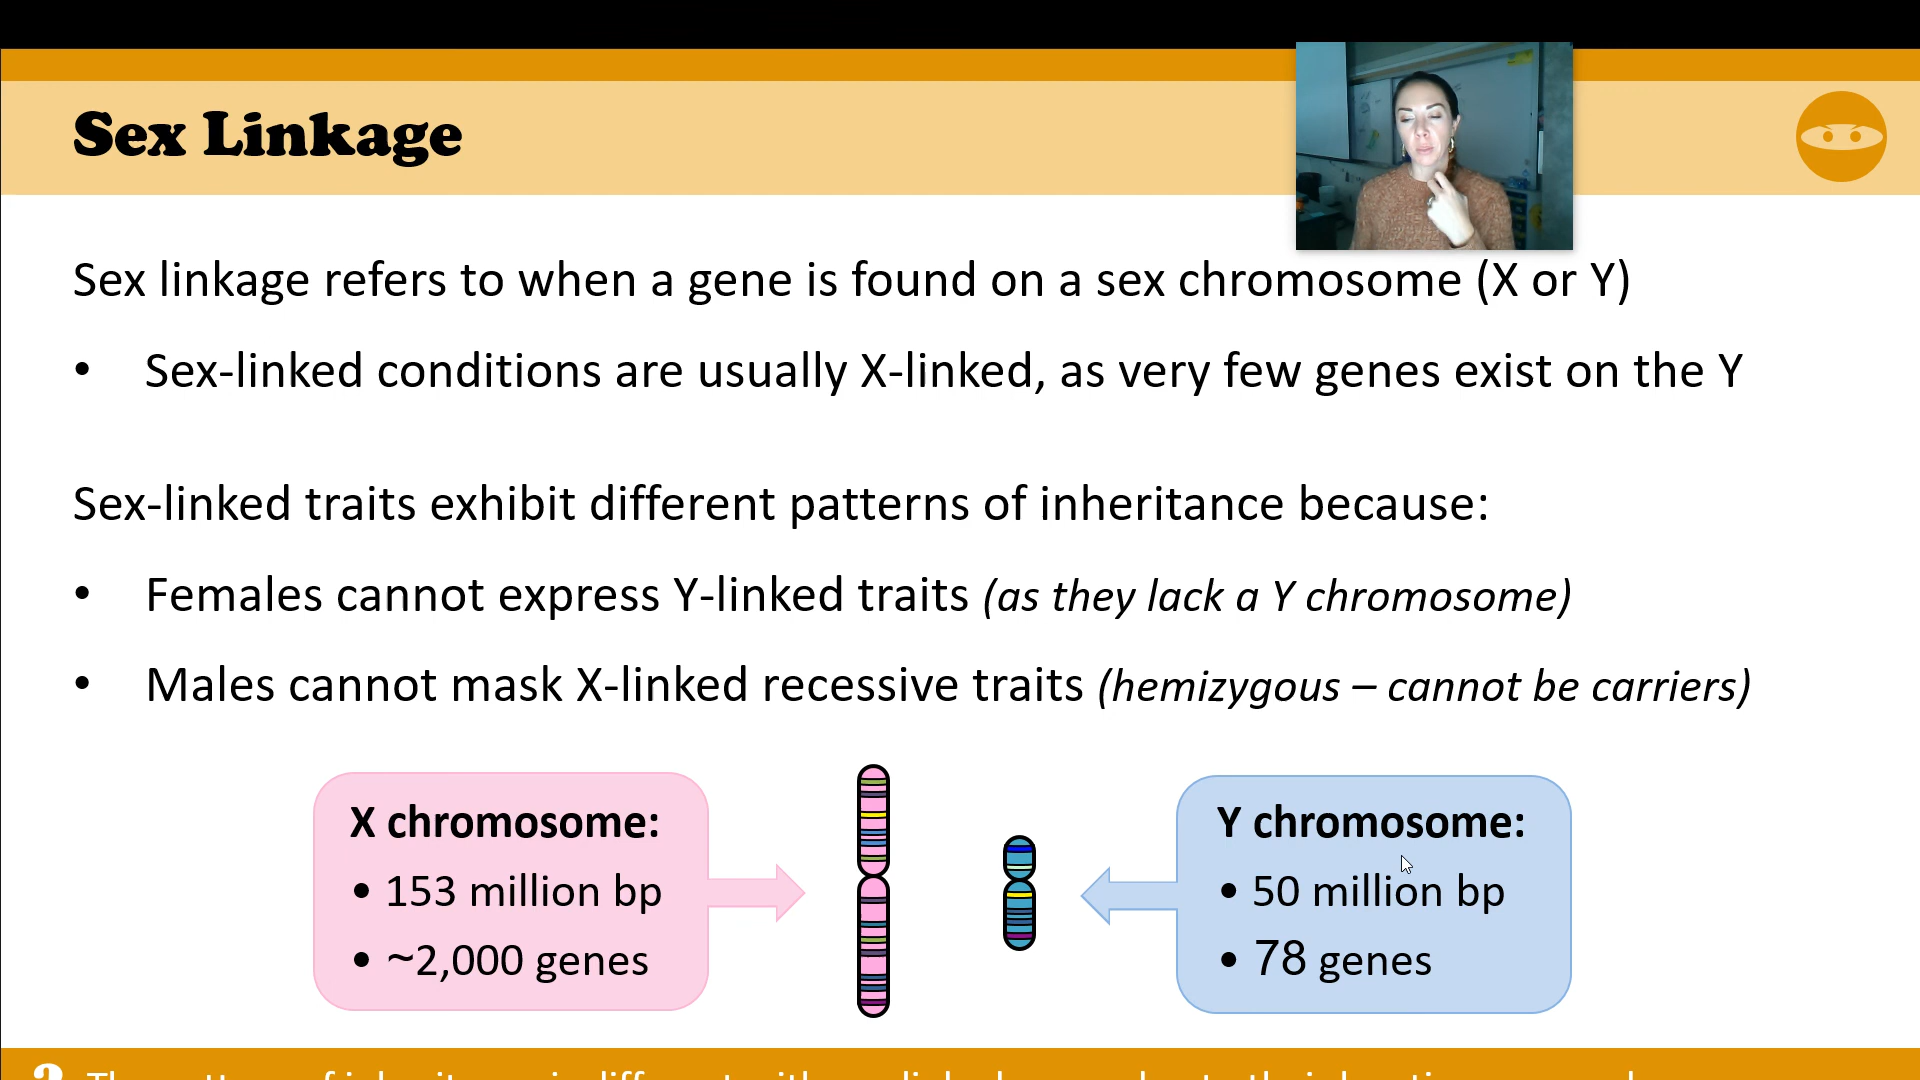 Sex Linkage
Sex linkage refers to when a gene is found on a sex chromosome (X or Y)
• Sex-linked conditions are usually X-linked, as very few genes exist on the Y
Sex-linked traits exhibit different patterns of inheritance because:
• Females cannot express Y-linked traits (as they lack a Y chromosome)
• Males cannot mask X-linked recessive traits (hemizygous – cannot be carriers)
X chromosome:
• 153 million bp
• ~2,000 genes
Y chromosome:
• 50 million bp
• 78 genes